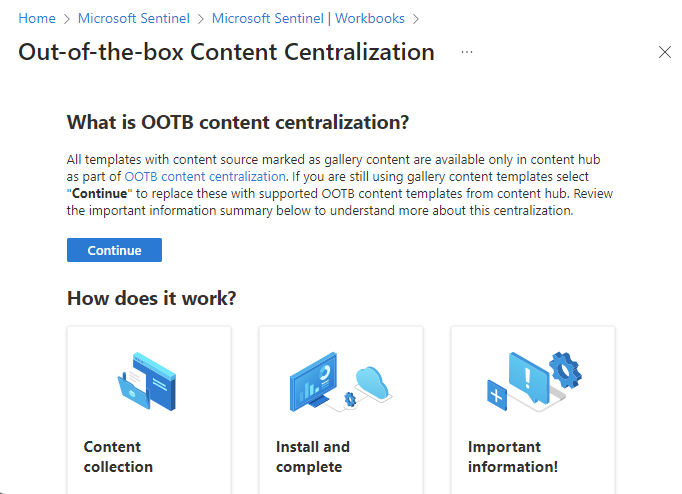 Home > Microsoft Sentinel > Microsoft Sentinel | Workbooks >
Out-of-the-box Content Centralization ...
What is OOTB content centralization?
All templates with content source marked as gallery content are available only in content hub
as part of OOTB content centralization. If you are still using gallery content templates select
"Continue" to replace these with supported OOTB content templates from content hub. Review
the important information summary below to understand more about this centralization.
Continue
How does it work?
Content
collection
Install and
complete
Important
information!